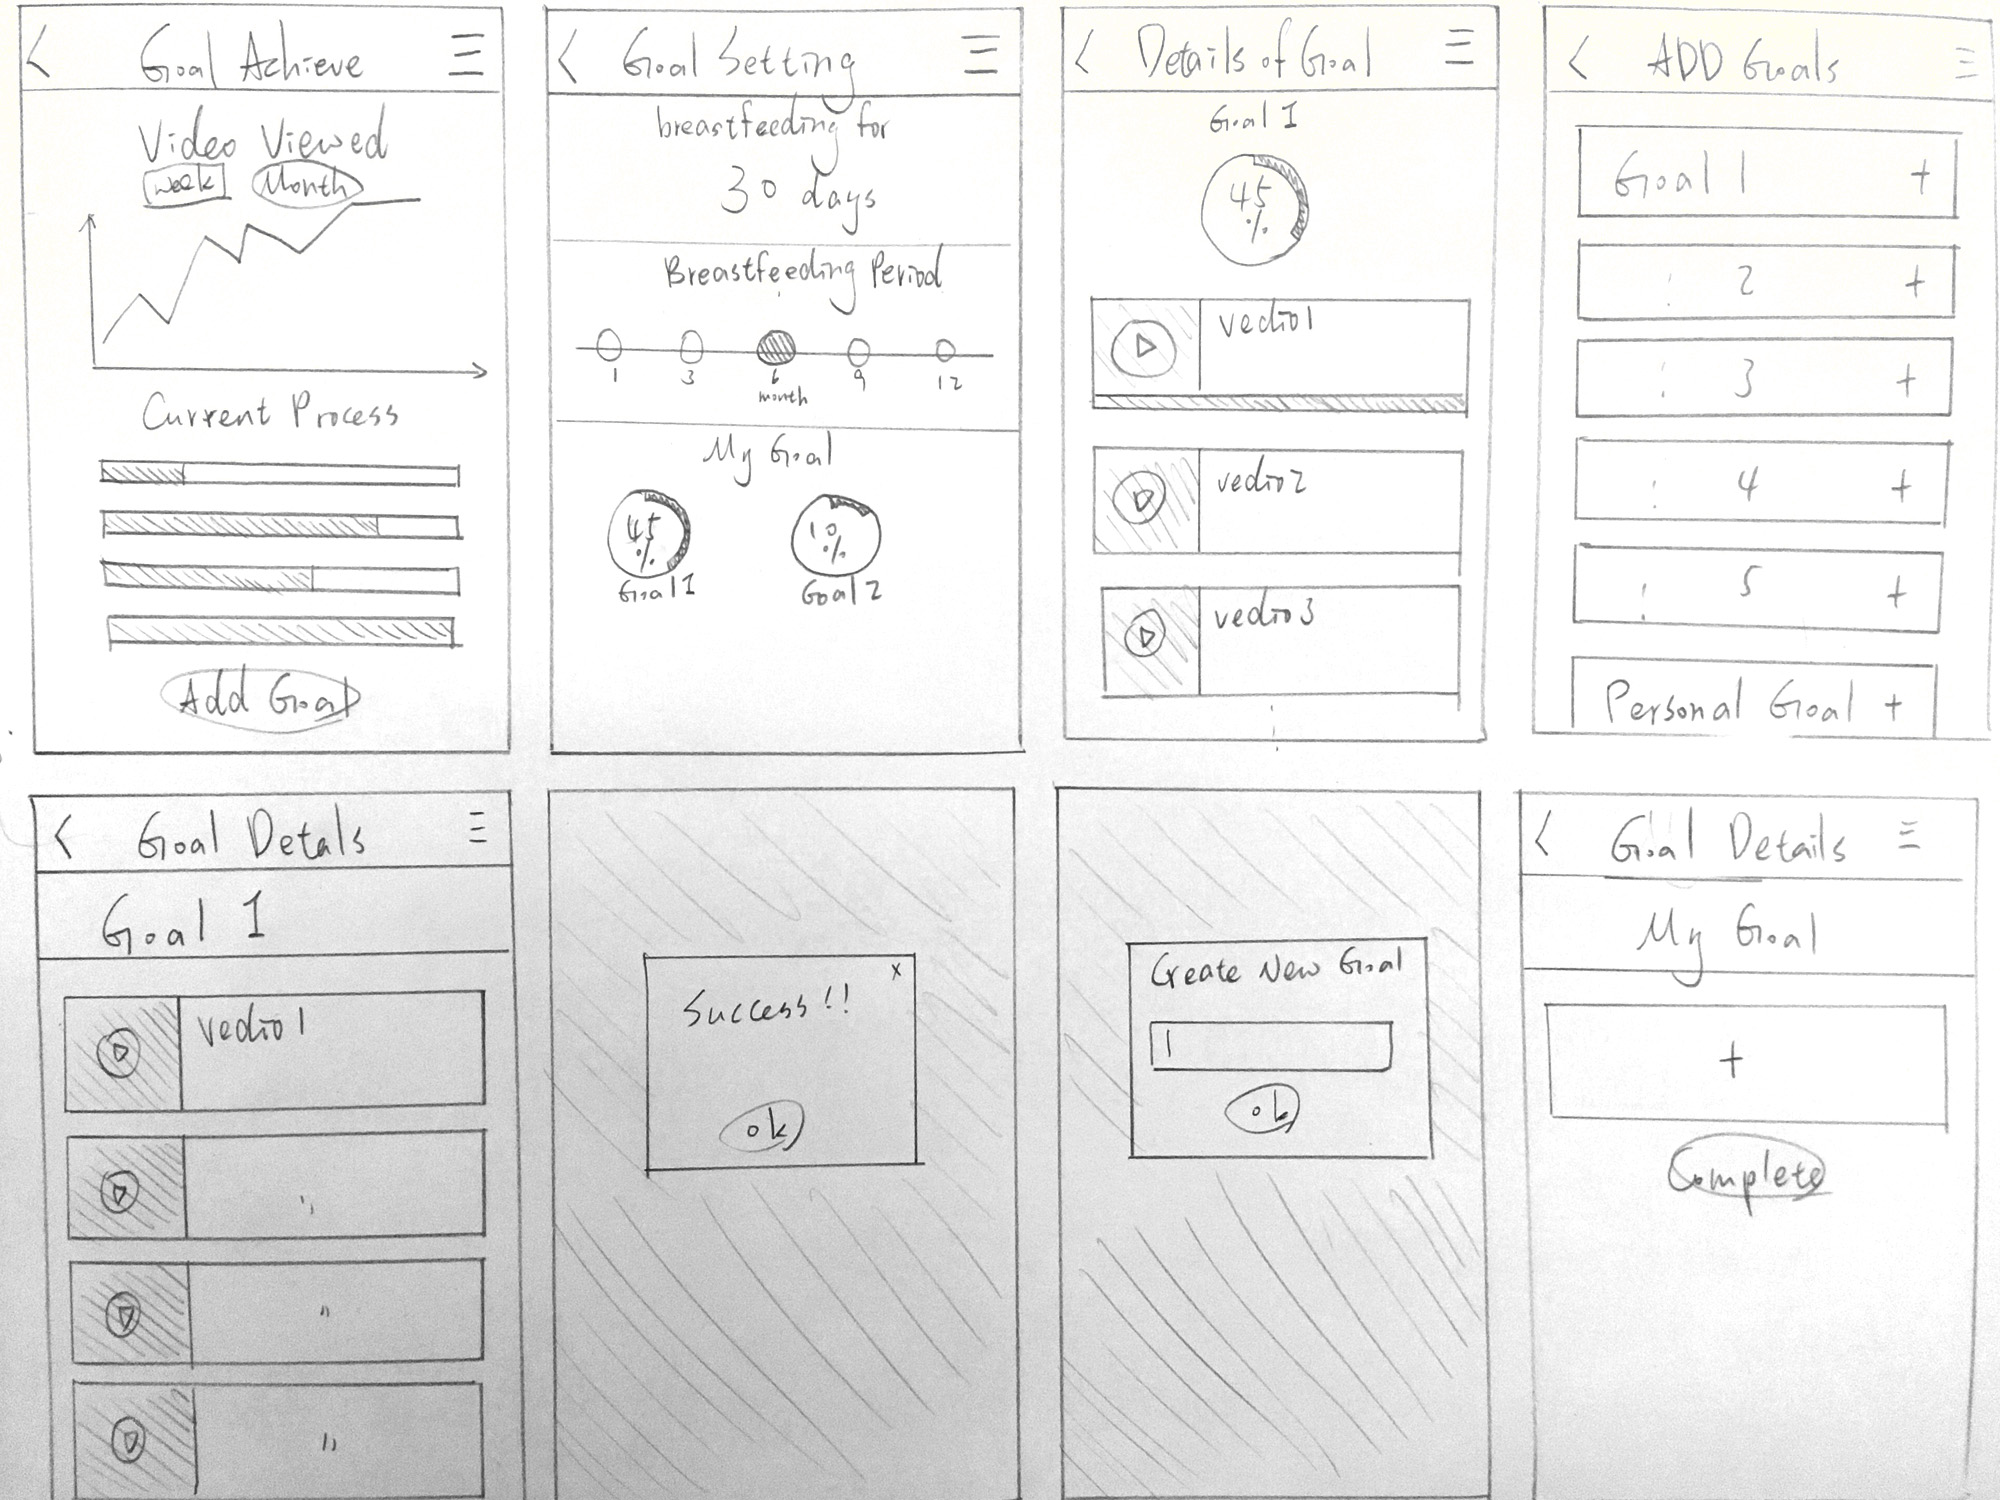 < Goal Achieve
Video Viewed
week Month
Current Process
Add Goal
< Goal Setting
breastfeeding for
30 days
Breastfeeding Period
1 3 6 9 12
month
My Goal
45 % 10 %
Goal 1 Goal 2
< Details of Goal
Goal 1
45
%
vedio1
vedio2
vedio3
< ADD Goals
Goal 1 +
2 +
3 +
4 +
5 +
Personal Goal +
< Goal Detals
Goal 1
vedio1
"
"
x
Success!!
ok
Create New Goal
ok
< Goal Details
My Goal
+
Complete